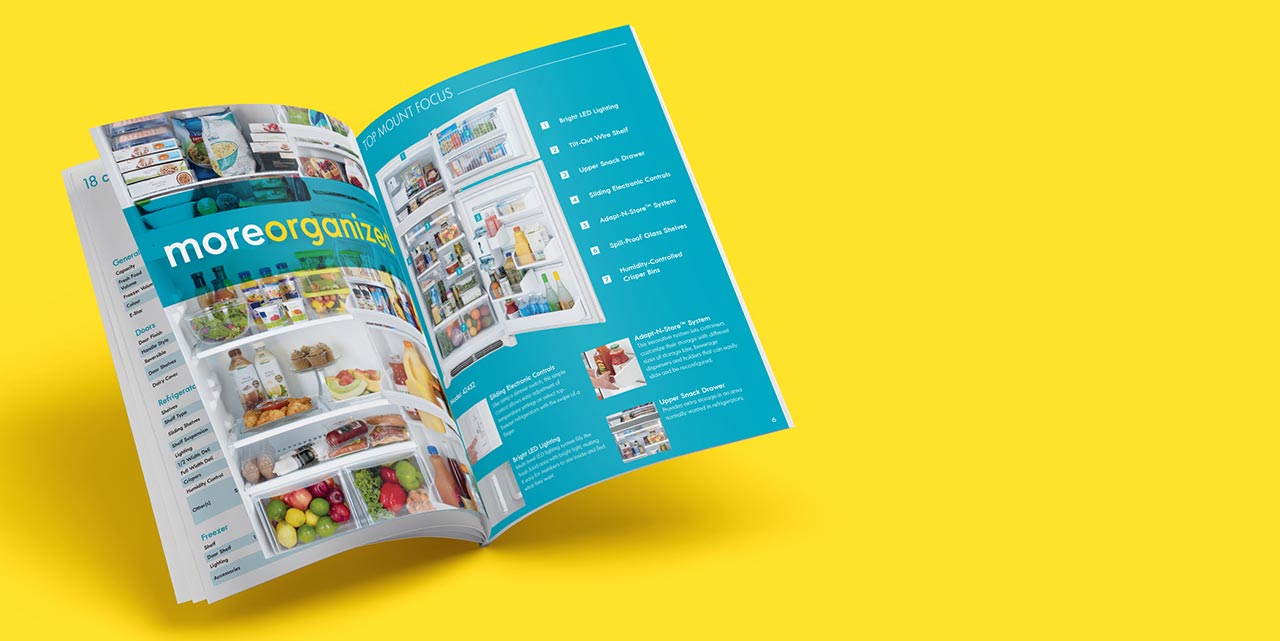 18 c
General
Capacity
Fresh Food
Volume
Freezer Volum
Colour
E-Star
Doors
Door Finish
Handle Style
Reversible
Door Shelves
Dairy Cover
Refrigerato
Shelves
Shelf Type
Sliding Shelves
Shelf Suspension
Lighting
1/2 Width Deli
Full Width Deli
Crispers
Humidity Control
Other(s)
Freezer
Shelf
Door Shelf
Lighting
Accessories
moreorganized
TOP MOUNT FOCUS
1 Bright LED Lighting
2 Tilt-Out Wire Shelf
3 Upper Snack Drawer
4 Sliding Electronic Controls
5 Adapt-N-Store™ System
6 Spill-Proof Glass Shelves
7 Humidity-Controlled
Crisper Bins
Model 42432
Sliding Electronic Controls
Like using a dimmer switch, this simple
control allows easy adjustment of
temperature settings on select top-
freezer refrigerators with the swipe of a
finger.
Bright LED Lighting
Multi-level LED lighting system fills the
fresh food area with bright light, making
it easy for members to see inside and find
what they want.
Adapt-N-Store™ System
This innovative system lets customers
customize their storage with different
sizes of storage bins, beverage
dispensers and holders that can easily
slide and be reconfigured.
Upper Snack Drawer
Provides extra storage in an area
normally wasted in refrigerators.
6